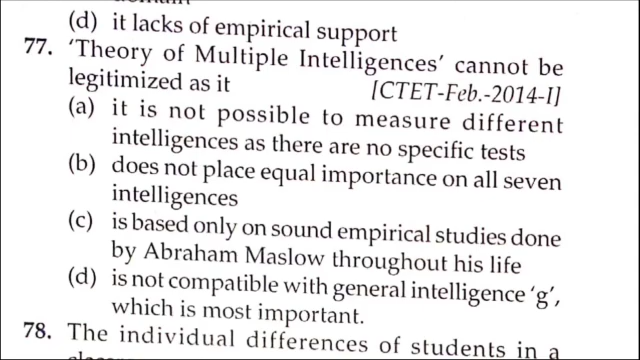 (d) it lacks of empirical support
77. 'Theory of Multiple Intelligences' cannot be
legitimized as it [CTET-Feb.-2014-I]
(a) it is not possible to measure different
intelligences as there are no specific tests
(b) does not place equal importance on all seven
intelligences
(c) is based only on sound empirical studies done
by Abraham Maslow throughout his life
(d) is not compatible with general intelligence 'g',
which is most important.
78. The individual differences of students in a